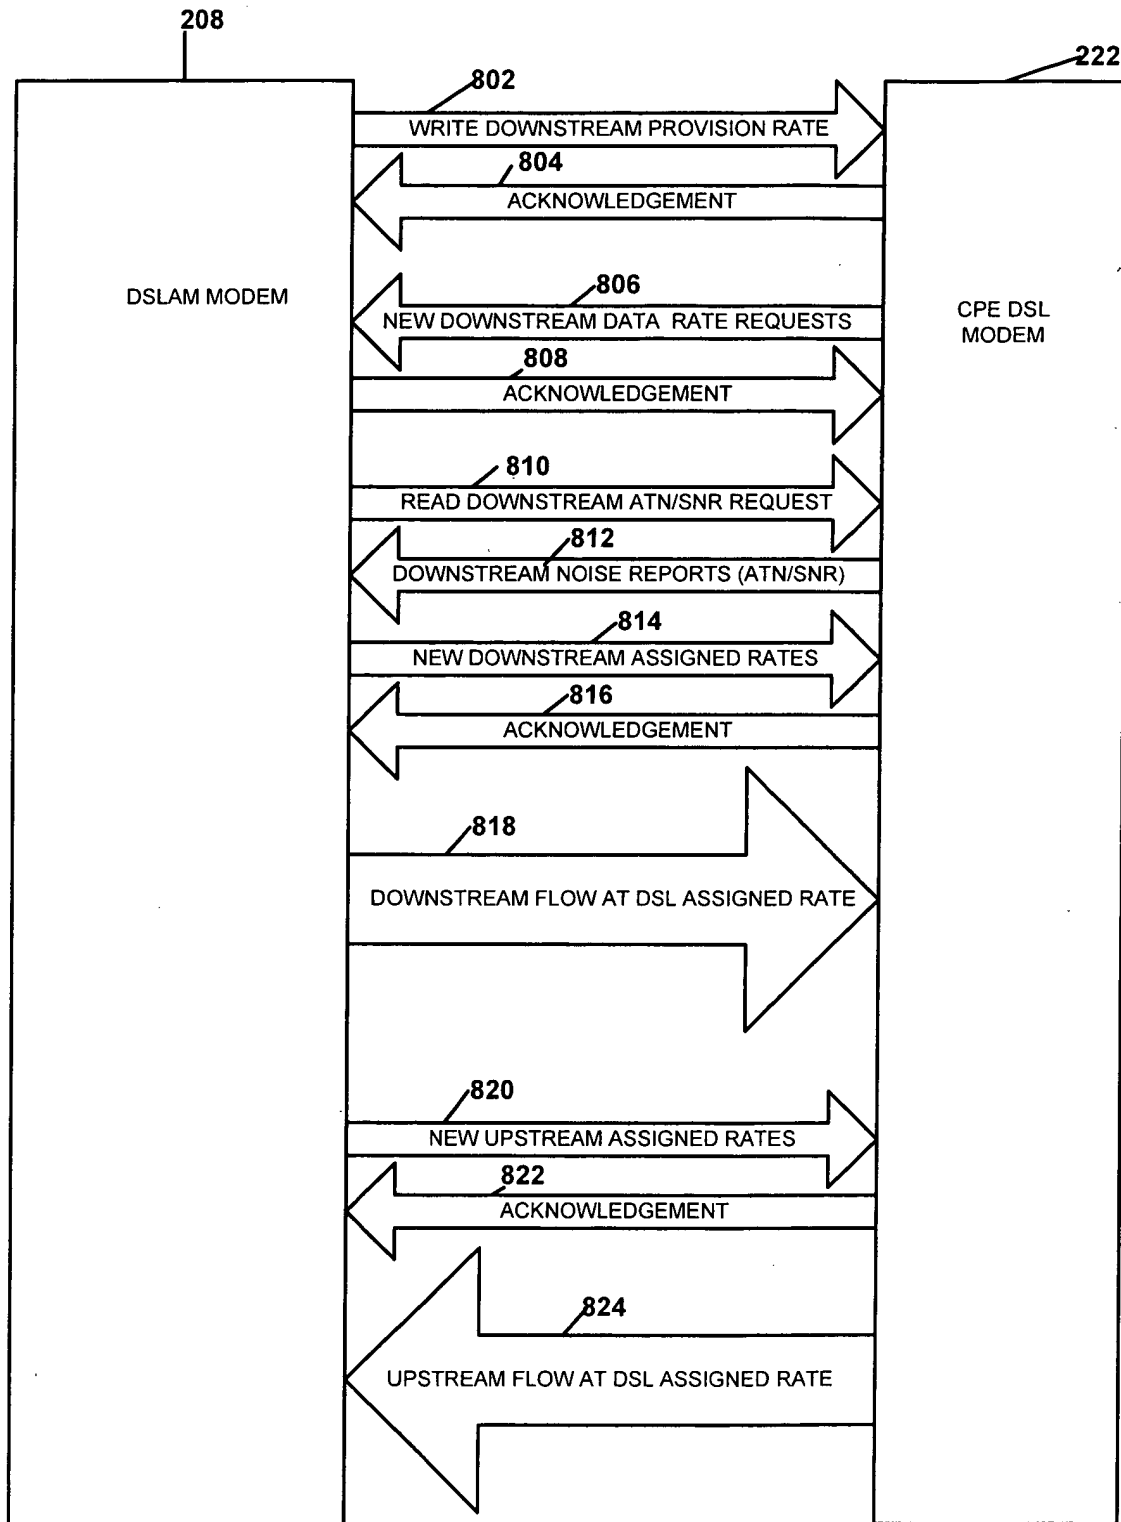 208
222
802
WRITE DOWNSTREAM PROVISION RATE
804
ACKNOWLEDGEMENT
DSLAM MODEM
806
NEW DOWNSTREAM DATA RATE REQUESTS
CPE DSL
MODEM
808
ACKNOWLEDGEMENT
810
READ DOWNSTREAM ATN/SNR REQUEST
812
DOWNSTREAM NOISE REPORTS (ATN/SNR)
814
NEW DOWNSTREAM ASSIGNED RATES
816
ACKNOWLEDGEMENT
818
DOWNSTREAM FLOW AT DSL ASSIGNED RATE
820
NEW UPSTREAM ASSIGNED RATES
822
ACKNOWLEDGEMENT
824
UPSTREAM FLOW AT DSL ASSIGNED RATE